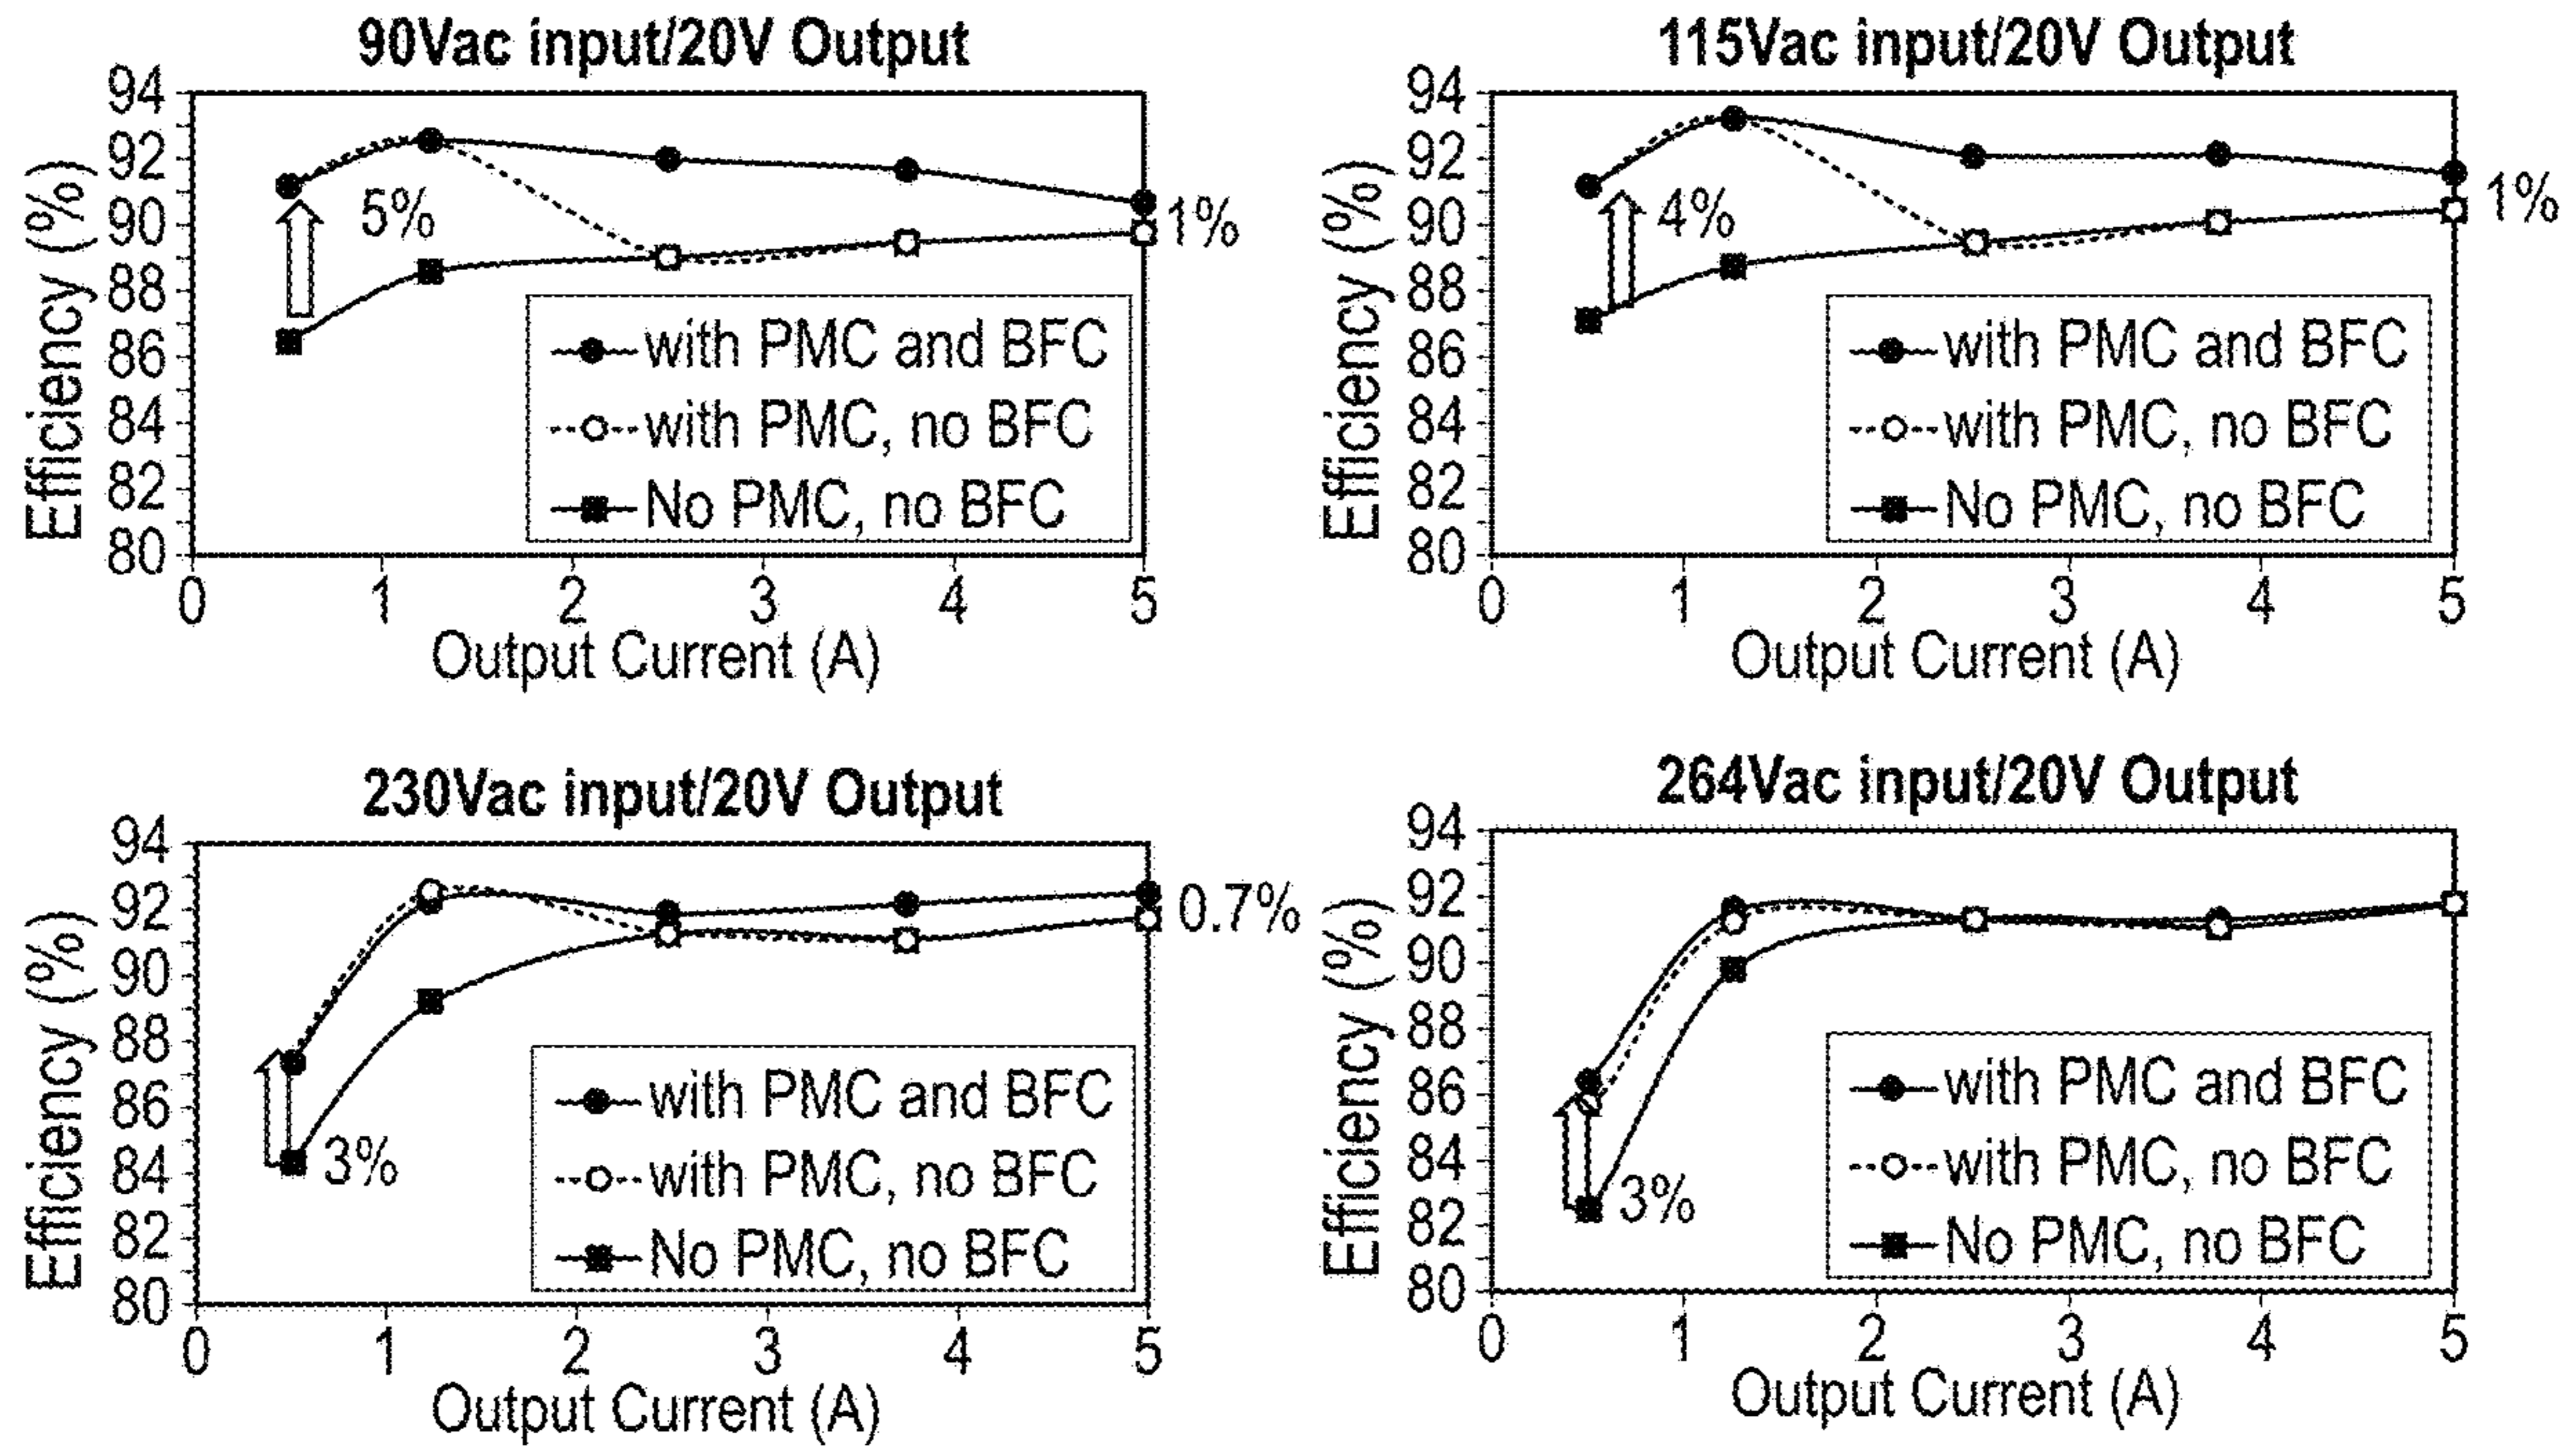 90Vac input/20V Output
94
92
90
88
86
84
82
80
Efficiency (%)
5%
1%
with PMC and BFC
with PMC, no BFC
No PMC, no BFC
0 1 2 3 4 5
Output Current (A)
115Vac input/20V Output
94
92
90
88
86
84
82
80
Efficiency (%)
4%
1%
with PMC and BFC
with PMC, no BFC
No PMC, no BFC
0 1 2 3 4 5
Output Current (A)
230Vac input/20V Output
94
92
90
88
86
84
82
80
Efficiency (%)
0.7%
3%
with PMC and BFC
with PMC, no BFC
No PMC, no BFC
0 1 2 3 4 5
Output Current (A)
264Vac input/20V Output
94
92
90
88
86
84
82
80
Efficiency (%)
3%
with PMC and BFC
with PMC, no BFC
No PMC, no BFC
0 1 2 3 4 5
Output Current (A)